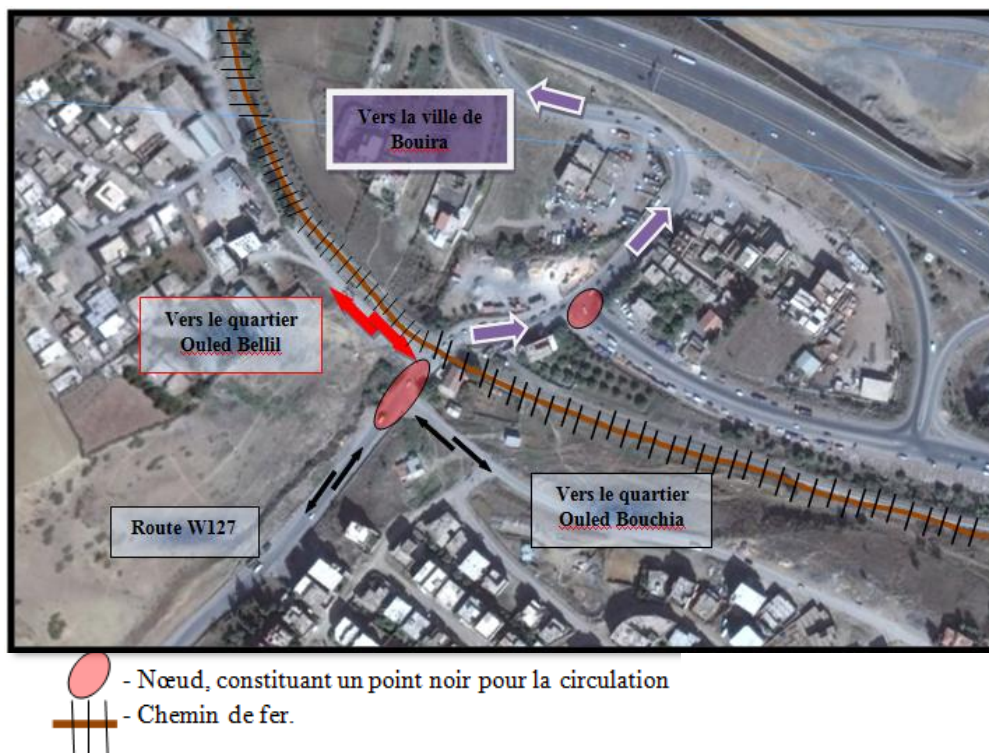 Vers la ville de
Bouira
Vers le quartier
Ouled Bellil
Vers le quartier
Ouled Bouchia
Route W127
- Nœud, constituant un point noir pour la circulation
- Chemin de fer.